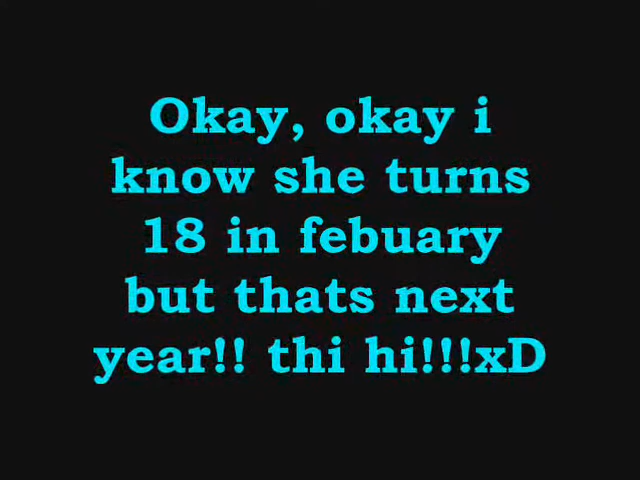 Okay, okay i
know she turns
18 in febuary
but thats next
year!! thi hi!!!xD